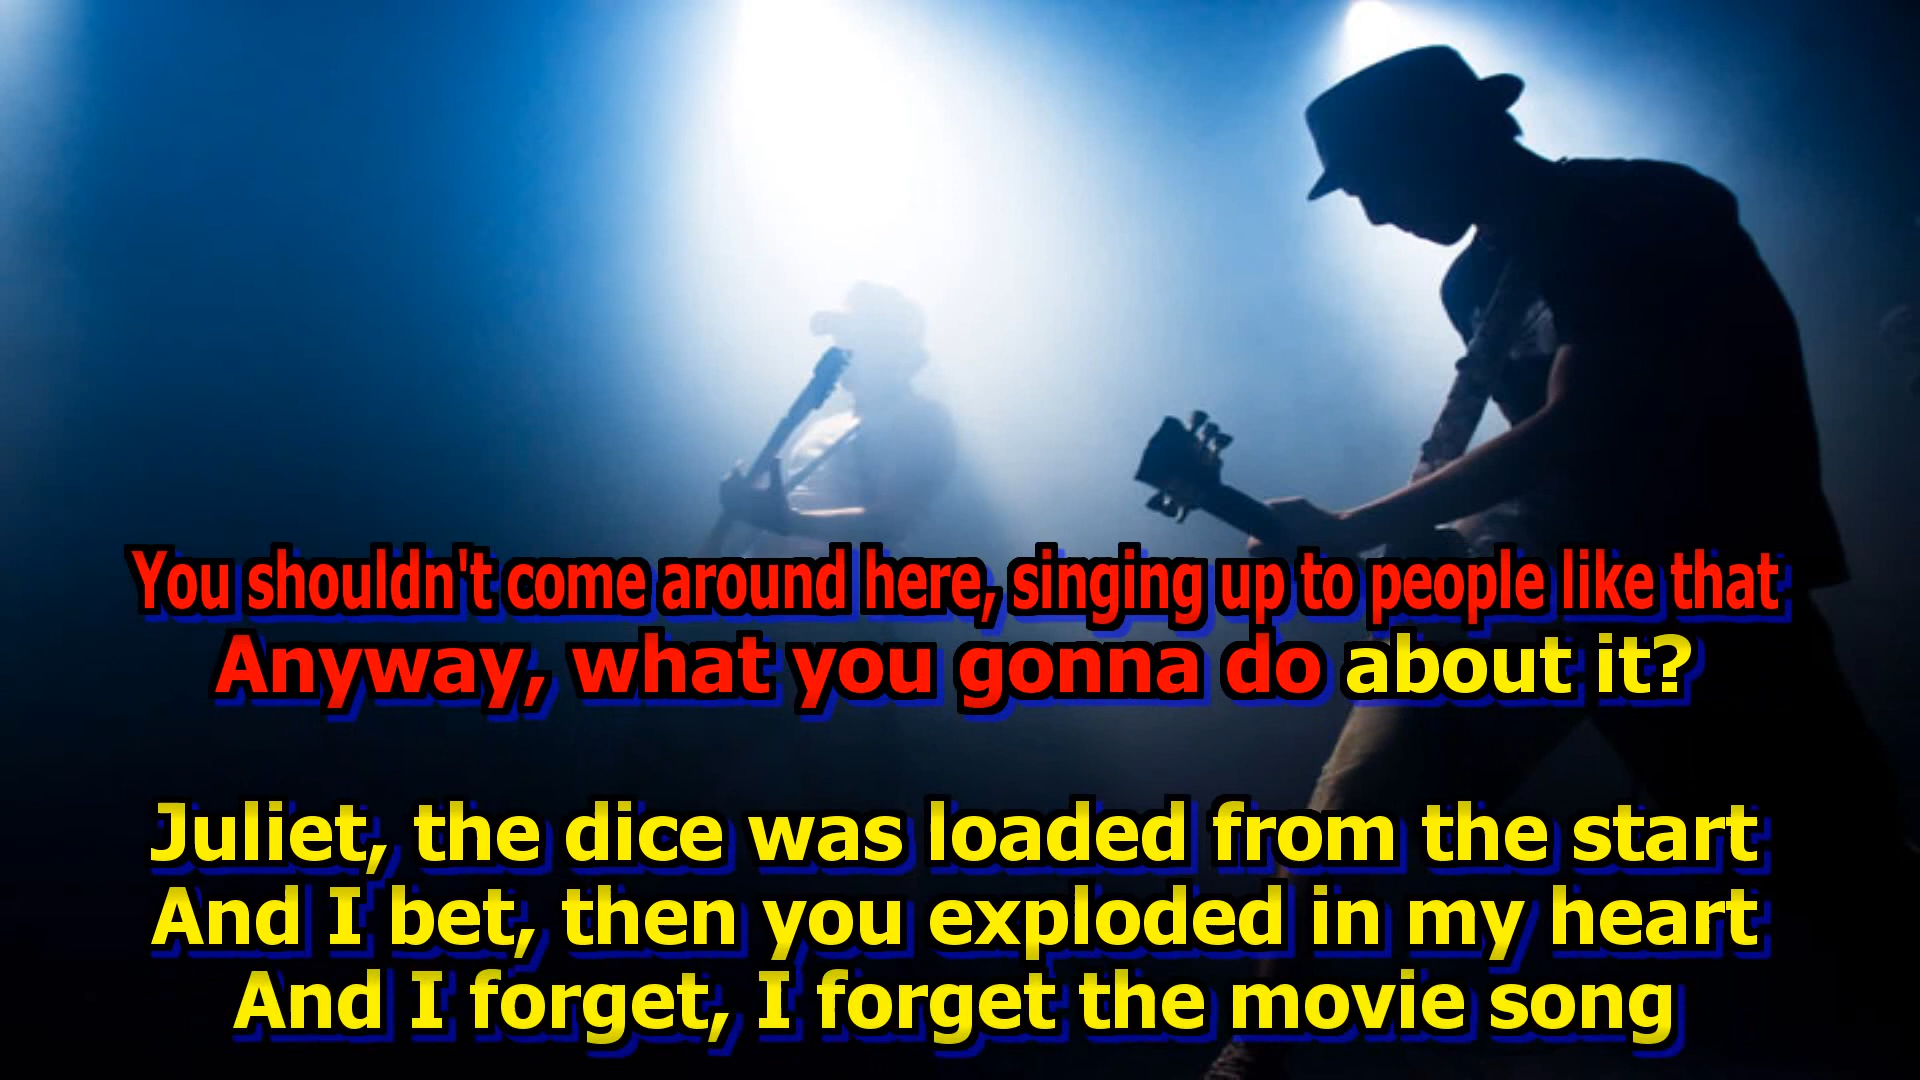 You shouldn't come around here, singing up to people like that
Anyway, what you gonna do about it?
Juliet, the dice was loaded from the start
And I bet, then you exploded in my heart
And I forget, I forget the movie song